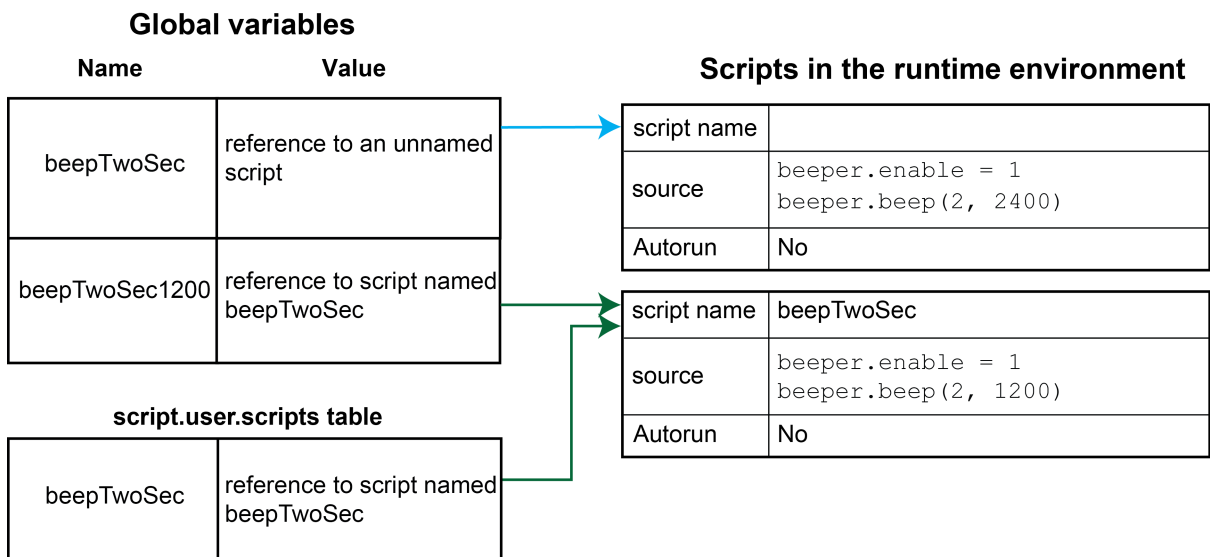 Global variables
Name Value
beepTwoSec
reference to an unnamed
script
beepTwoSec1200
reference to script named
beepTwoSec
script.user.scripts table
beepTwoSec
reference to script named
beepTwoSec
Scripts in the runtime environment
script name
source
beeper.enable = 1
beeper.beep(2, 2400)
Autorun No
script name beepTwoSec
source
beeper.enable = 1
beeper.beep(2, 1200)
Autorun No